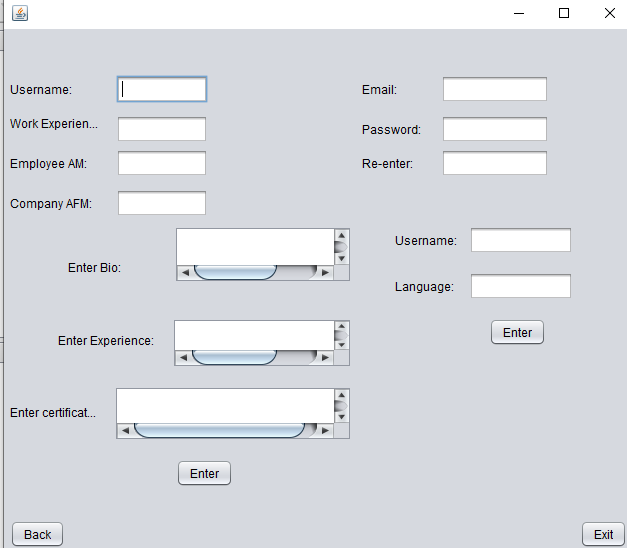 Username:
Email:
Work Experien...
Password:
Employee AM:
Re-enter:
Company AFM:
Username:
Enter Bio:
Language:
Enter
Enter Experience:
Enter certificat...
Enter
Back
Exit